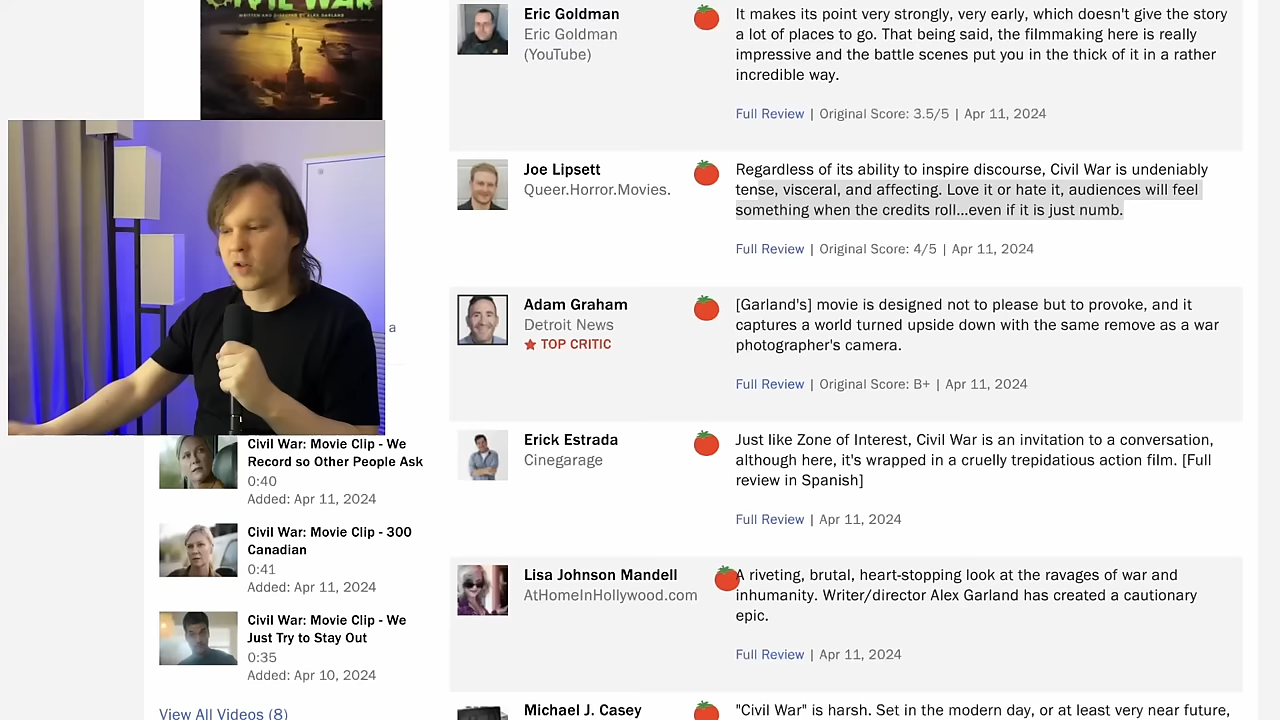 CIVIL WAR
WRITTEN AND DIRECTED BY ALEX GARLAND
a
Civil War: Movie Clip - We
Record so Other People Ask
0:40
Added: Apr 11, 2024
Civil War: Movie Clip - 300
Canadian
0:41
Added: Apr 11, 2024
Civil War: Movie Clip - We
Just Try to Stay Out
0:35
Added: Apr 10, 2024
View All Videos (8)
Eric Goldman
Eric Goldman
(YouTube)
It makes its point very strongly, very early, which doesn't give the story
a lot of places to go. That being said, the filmmaking here is really
impressive and the battle scenes put you in the thick of it in a rather
incredible way.
Full Review | Original Score: 3.5/5 | Apr 11, 2024
Joe Lipsett
Queer.Horror.Movies.
Regardless of its ability to inspire discourse, Civil War is undeniably
tense, visceral, and affecting. Love it or hate it, audiences will feel
something when the credits roll...even if it is just numb.
Full Review | Original Score: 4/5 | Apr 11, 2024
Adam Graham
Detroit News
TOP CRITIC
[Garland's] movie is designed not to please but to provoke, and it
captures a world turned upside down with the same remove as a war
photographer's camera.
Full Review | Original Score: B+ | Apr 11, 2024
Erick Estrada
Cinegarage
Just like Zone of Interest, Civil War is an invitation to a conversation,
although here, it's wrapped in a cruelly trepidatious action film. [Full
review in Spanish]
Full Review | Apr 11, 2024
Lisa Johnson Mandell
AtHomeInHollywood.com
A riveting, brutal, heart-stopping look at the ravages of war and
inhumanity. Writer/director Alex Garland has created a cautionary
epic.
Full Review | Apr 11, 2024
Michael J. Casey
"Civil War" is harsh. Set in the modern day, or at least very near future,